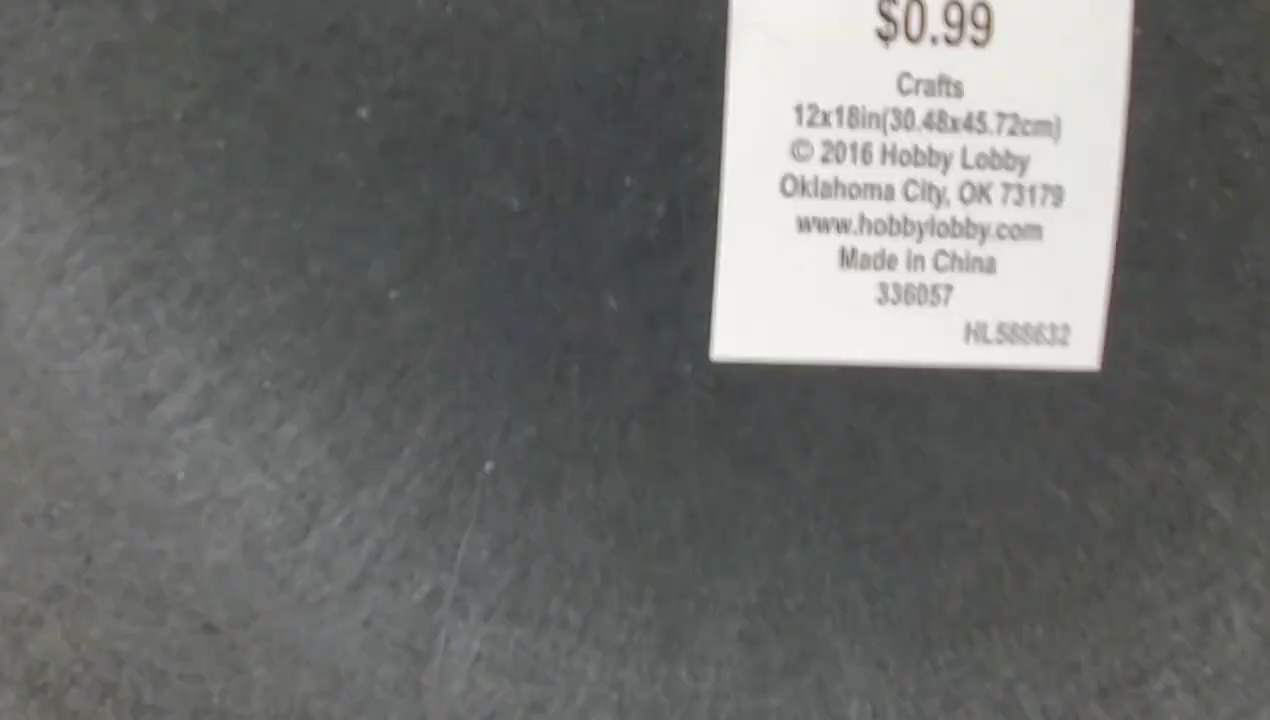 $0.99
Crafts
12x18in(30.48x45.72cm)
© 2016 Hobby Lobby
Oklahoma City, OK 73179
www.hobbylobby.com
Made in China
336057
HL588632